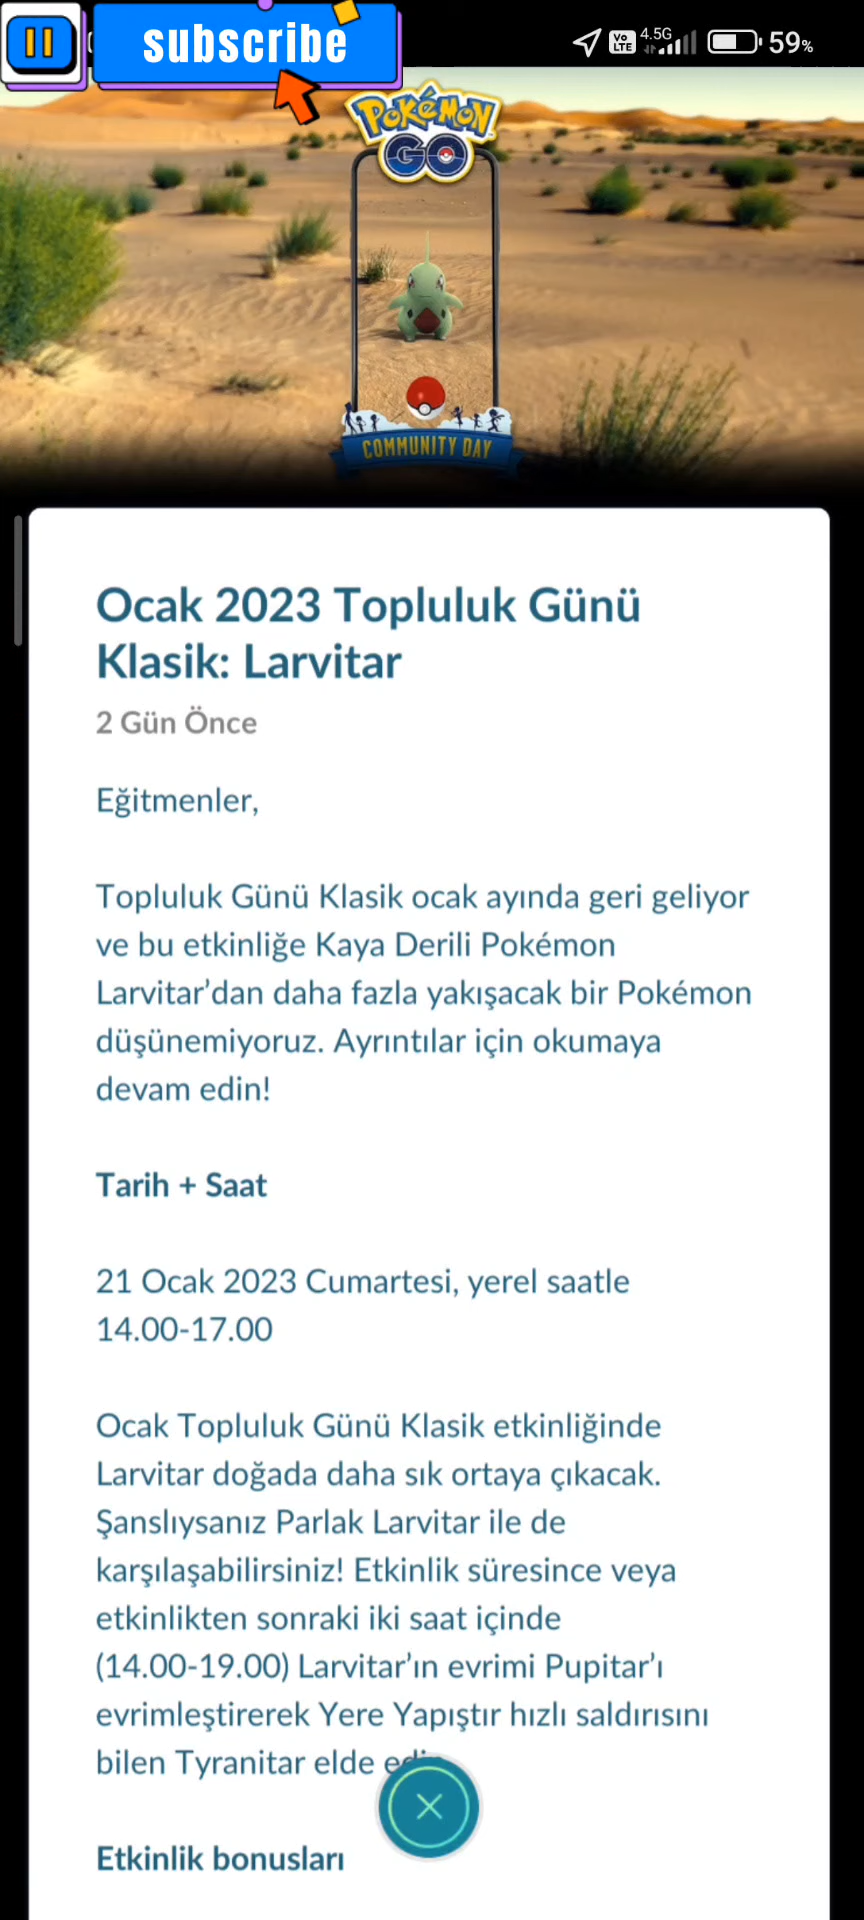 subscribe
Vo LTE 4.5G 59%
POKÉMON
GO
COMMUNITY DAY
Ocak 2023 Topluluk Günü
Klasik: Larvitar
2 Gün Önce
Eğitmenler,
Topluluk Günü Klasik ocak ayında geri geliyor
ve bu etkinliğe Kaya Derili Pokémon
Larvitar’dan daha fazla yakışacak bir Pokémon
düşünemiyoruz. Ayrıntılar için okumaya
devam edin!
Tarih + Saat
21 Ocak 2023 Cumartesi, yerel saatle
14.00-17.00
Ocak Topluluk Günü Klasik etkinliğinde
Larvitar doğada daha sık ortaya çıkacak.
Şanslıysanız Parlak Larvitar ile de
karşılaşabilirsiniz! Etkinlik süresince veya
etkinlikten sonraki iki saat içinde
(14.00-19.00) Larvitar’ın evrimi Pupitar’ı
evrimleştirerek Yere Yapıştır hızlı saldırısını
bilen Tyranitar elde
Etkinlik bonusları